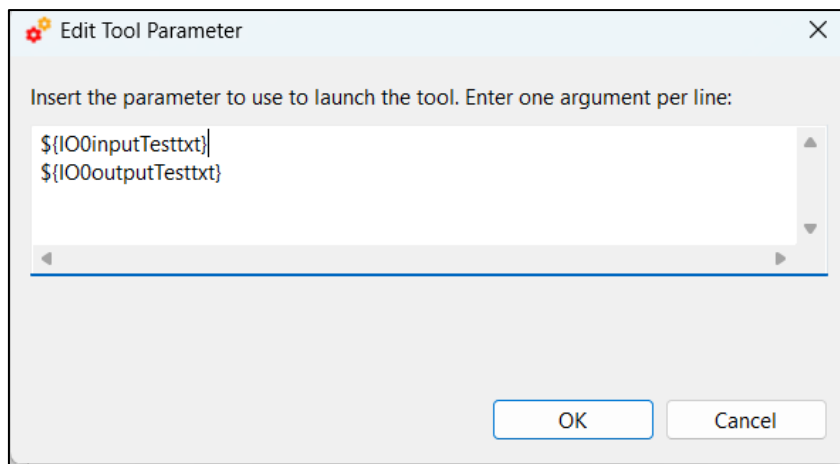 Edit Tool Parameter
Insert the parameter to use to launch the tool. Enter one argument per line:
${IO0inputTesttxt}
${IO0outputTesttxt}
OK
Cancel